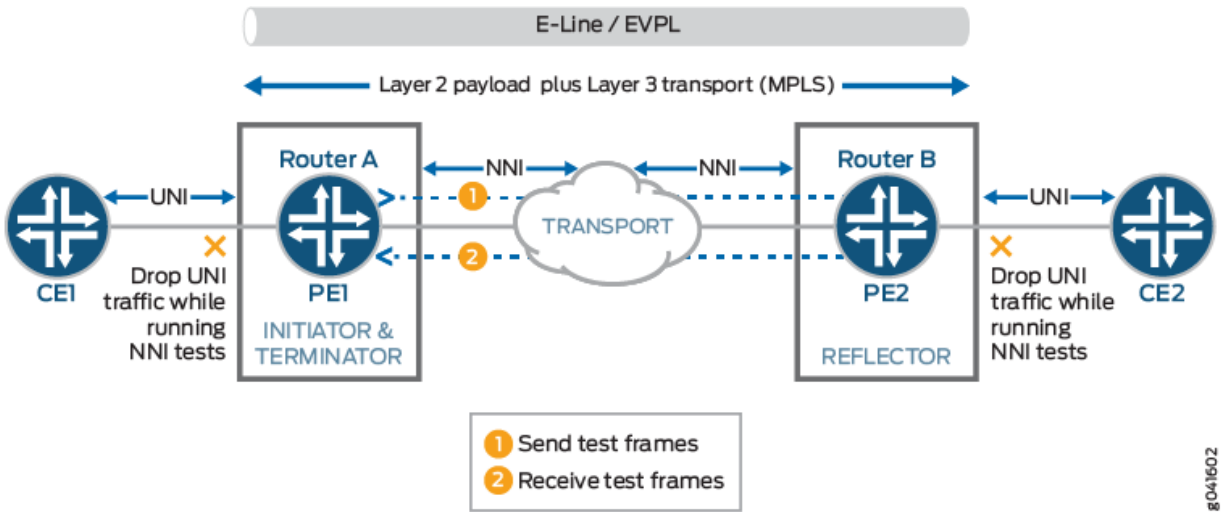 E-Line / EVPL
Layer 2 payload plus Layer 3 transport (MPLS)
Router A
NNI
NNI
Router B
UNI
1
UNI
TRANSPORT
2
CE1
Drop UNI
traffic while
running
NNI tests
PE1
INITIATOR &
TERMINATOR
PE2
REFLECTOR
Drop UNI
traffic while
running
NNI tests
CE2
1 Send test frames
2 Receive test frames
g041602